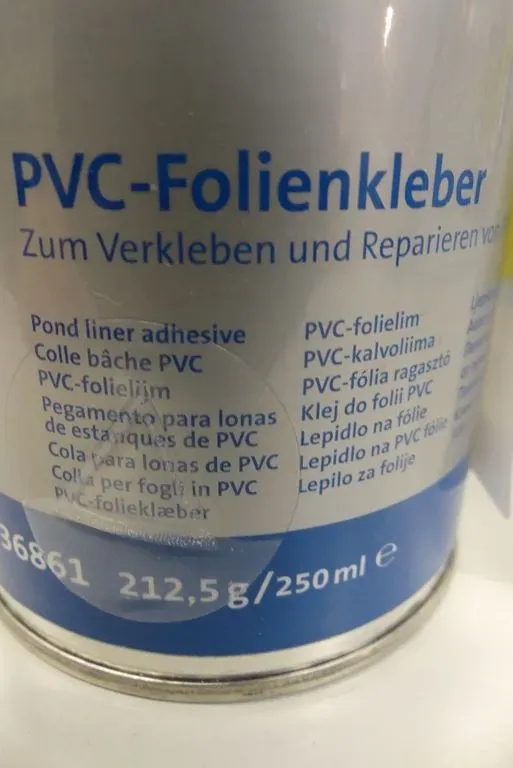 PVC-Folienkleber
Zum Verkleben und Reparieren von
Pond liner adhesive
Colle bâche PVC
PVC-folielijm
Pegamento para lonas
de estanques de PVC
Cola para lonas de PVC
Colla per fogli in PVC
PVC-folieklæber
PVC-folielim
PVC-kalvoliima
PVC-fólia ragasztó
Klej do folii PVC
Lepidlo na fólie
Lepidlo na PVC fólie
Lepilo za folije
36861 212,5 g/250 ml e